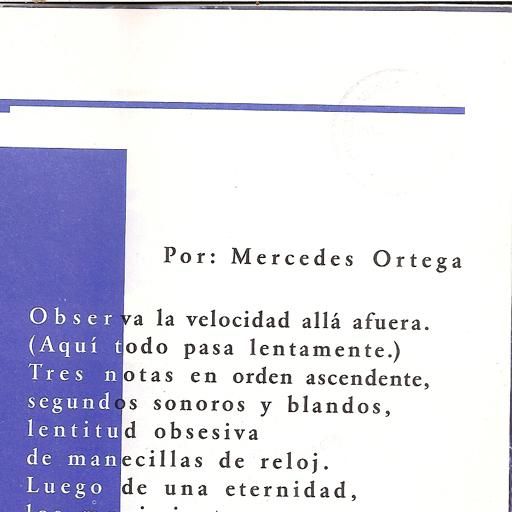 Por: Mercedes Ortega
Observa la velocidad allá afuera.
(Aquí todo pasa lentamente.)
Tres notas en orden ascendente,
segundos sonoros y blandos,
lentitud obsesiva
de manecillas de reloj.
Luego de una eternidad,